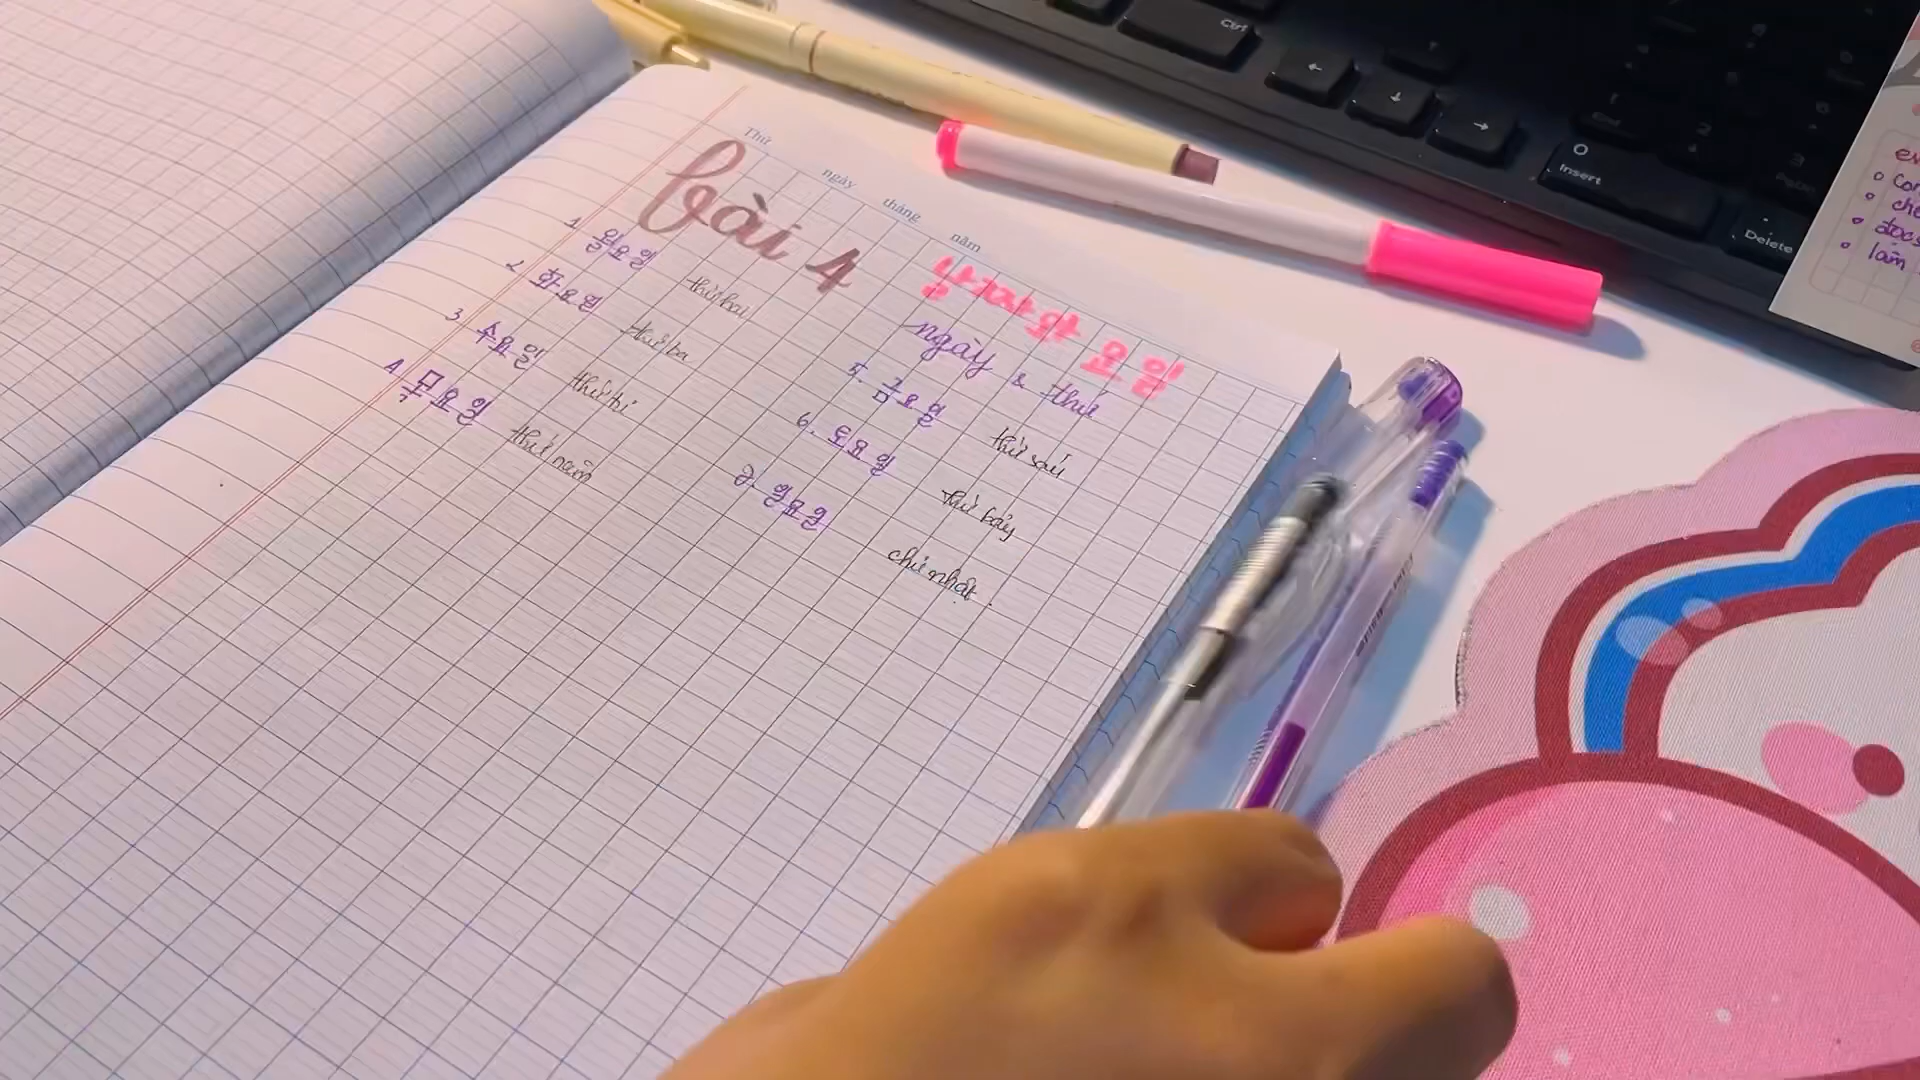 Thứ ngày tháng năm
bài 4
날짜와 요일
ngày & thứ
1 월요일 thứ hai
2 화요일 thứ ba
3 수요일 thứ tư
4 목요일 thứ năm
5. 금요일 thứ sáu
6. 토요일 thứ bảy
7. 일요일 chủ nhật.
Ctrl
←
↓
→
End
0
Insert
Delete
làm